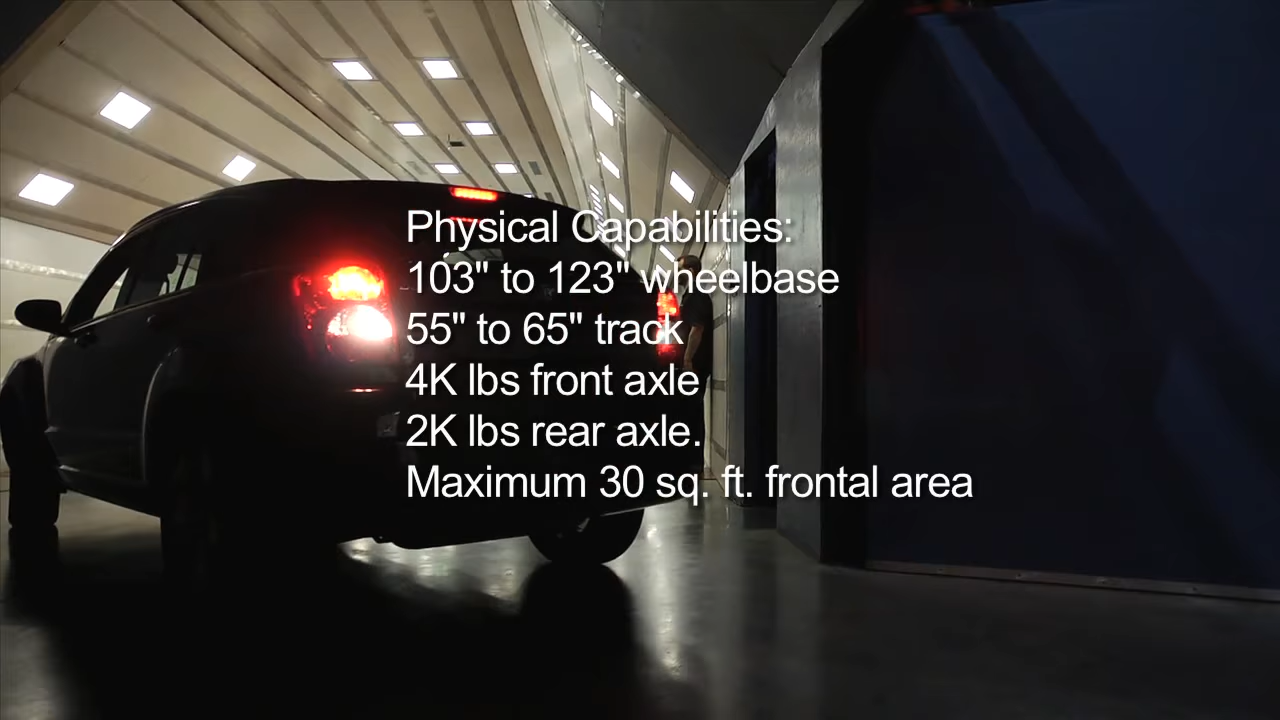 Physical Capabilities:
103" to 123" wheelbase
55" to 65" track
4K lbs front axle
2K lbs rear axle.
Maximum 30 sq. ft. frontal area